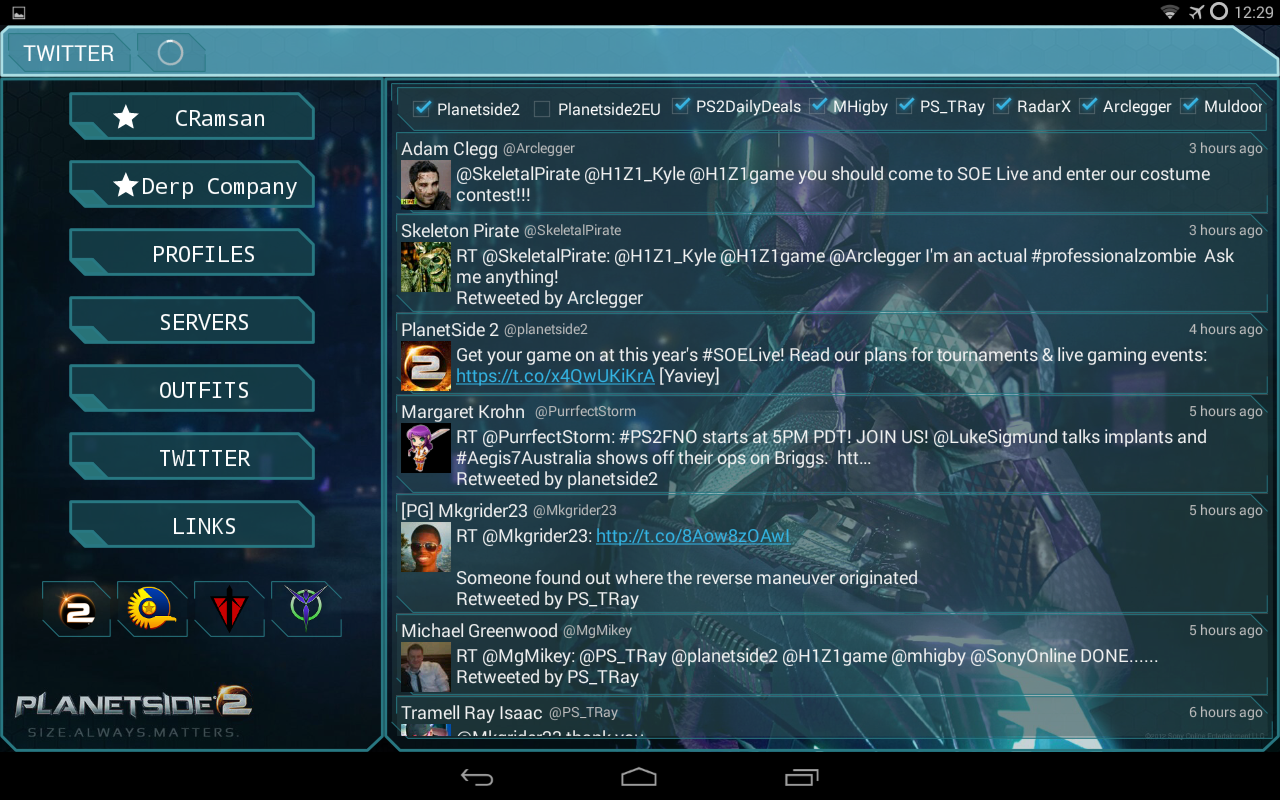 12:29
TWITTER
CRamsan
Derp Company
PROFILES
SERVERS
OUTFITS
TWITTER
LINKS
2
PLANETSIDE 2
SIZE.ALWAYS.MATTERS.
Planetside2
Planetside2EU
PS2DailyDeals
MHigby
PS_TRay
RadarX
Arclegger
Muldoor
Adam Clegg @Arclegger 3 hours ago
@SkeletalPirate @H1Z1_Kyle @H1Z1game you should come to SOE Live and enter our costume
contest!!!
Skeleton Pirate @SkeletalPirate 3 hours ago
RT @SkeletalPirate: @H1Z1_Kyle @H1Z1game @Arclegger I'm an actual #professionalzombie Ask
me anything!
Retweeted by Arclegger
PlanetSide 2 @planetside2 4 hours ago
2
Get your game on at this year's #SOELive! Read our plans for tournaments & live gaming events:
https://t.co/x4QwUKiKrA [Yaviey]
Margaret Krohn @PurrfectStorm 5 hours ago
RT @PurrfectStorm: #PS2FNO starts at 5PM PDT! JOIN US! @LukeSigmund talks implants and
#Aegis7Australia shows off their ops on Briggs. htt...
Retweeted by planetside2
[PG] Mkgrider23 @Mkgrider23 5 hours ago
RT @Mkgrider23: http://t.co/8Aow8zOAwI
Someone found out where the reverse maneuver originated
Retweeted by PS_TRay
Michael Greenwood @MgMikey 5 hours ago
RT @MgMikey: @PS_TRay @planetside2 @H1Z1game @mhigby @SonyOnline DONE......
Retweeted by PS_TRay
Tramell Ray Isaac @PS_TRay 6 hours ago
@Mkgrider23 thank you